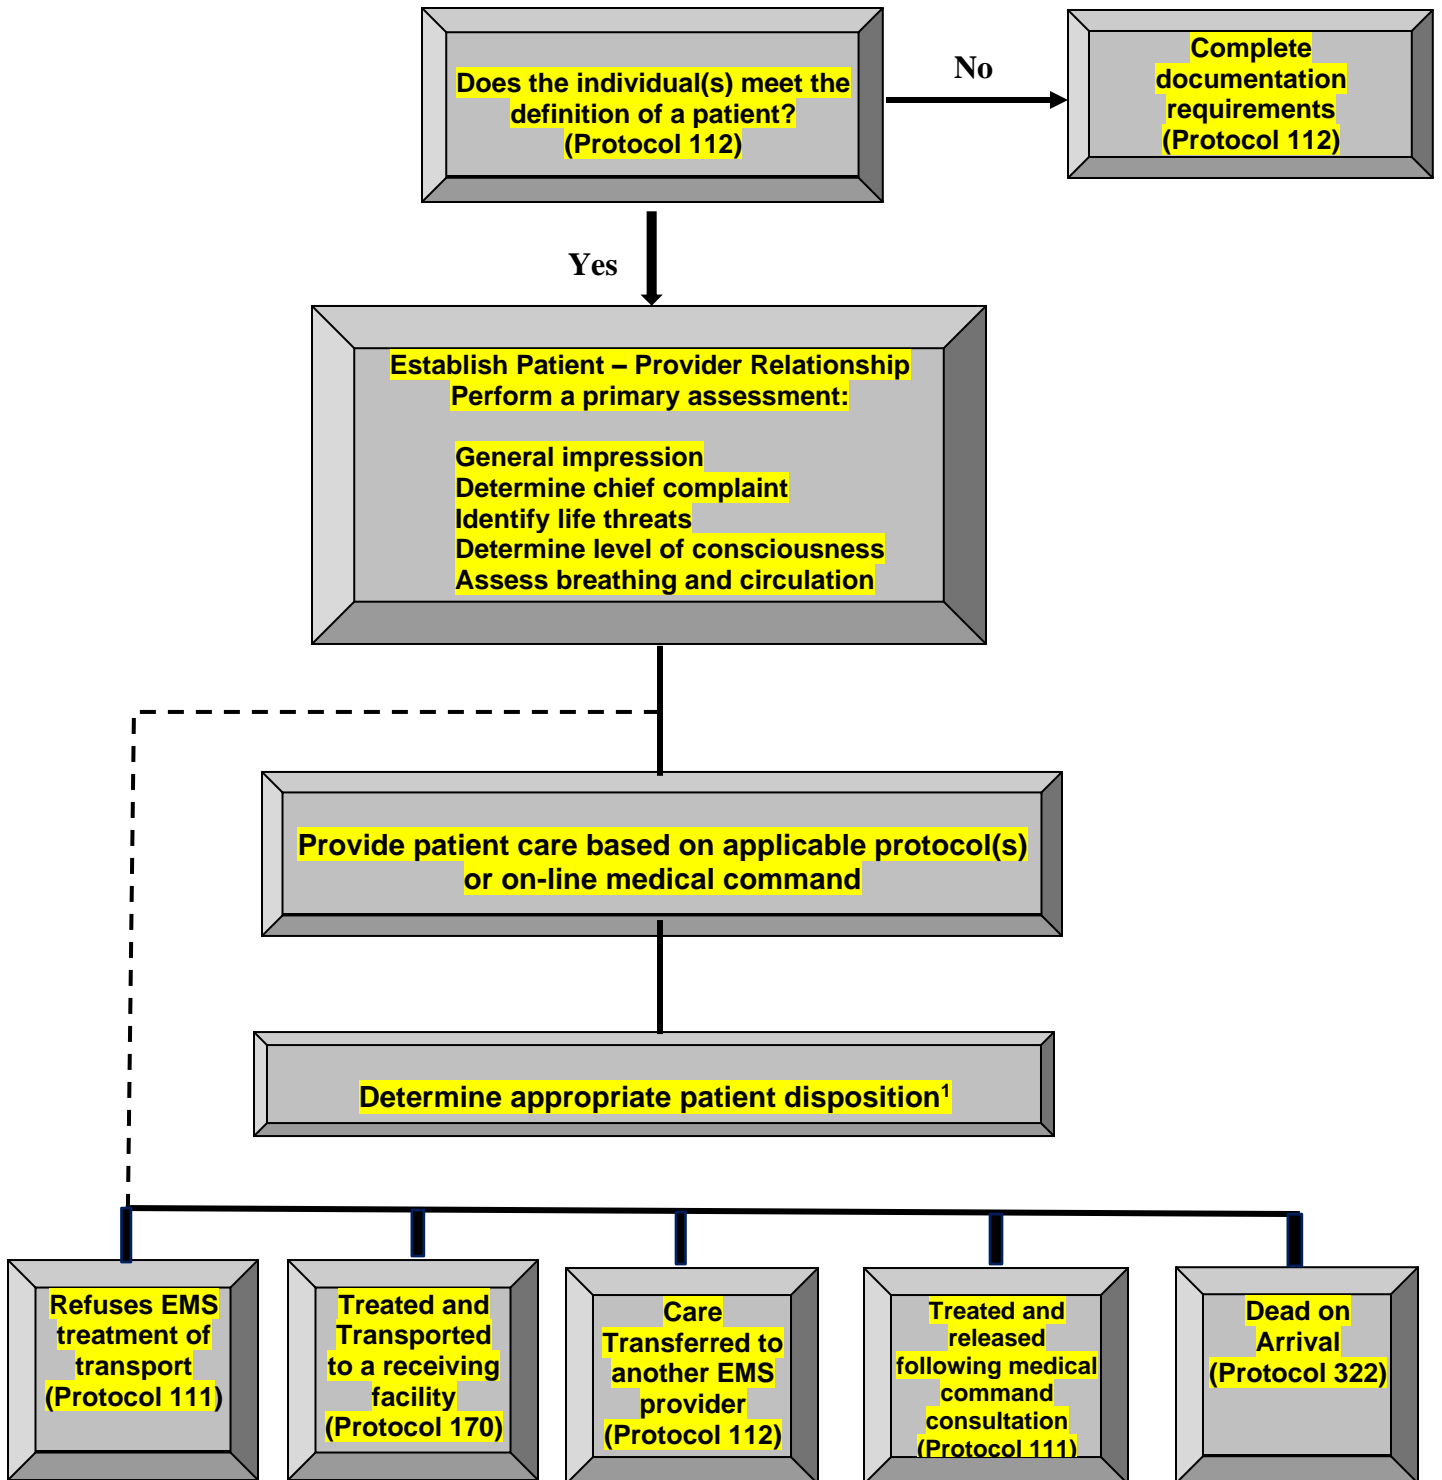 Does the individual(s) meet the
definition of a patient?
(Protocol 112)
No
Complete
documentation
requirements
(Protocol 112)
Yes
Establish Patient – Provider Relationship
Perform a primary assessment:
General impression
Determine chief complaint
Identify life threats
Determine level of consciousness
Assess breathing and circulation
Provide patient care based on applicable protocol(s)
or on-line medical command
Determine appropriate patient disposition¹
Refuses EMS
treatment of
transport
(Protocol 111)
Treated and
Transported
to a receiving
facility
(Protocol 170)
Care
Transferred to
another EMS
provider
(Protocol 112)
Treated and
released
following medical
command
consultation
(Protocol 111)
Dead on
Arrival
(Protocol 322)